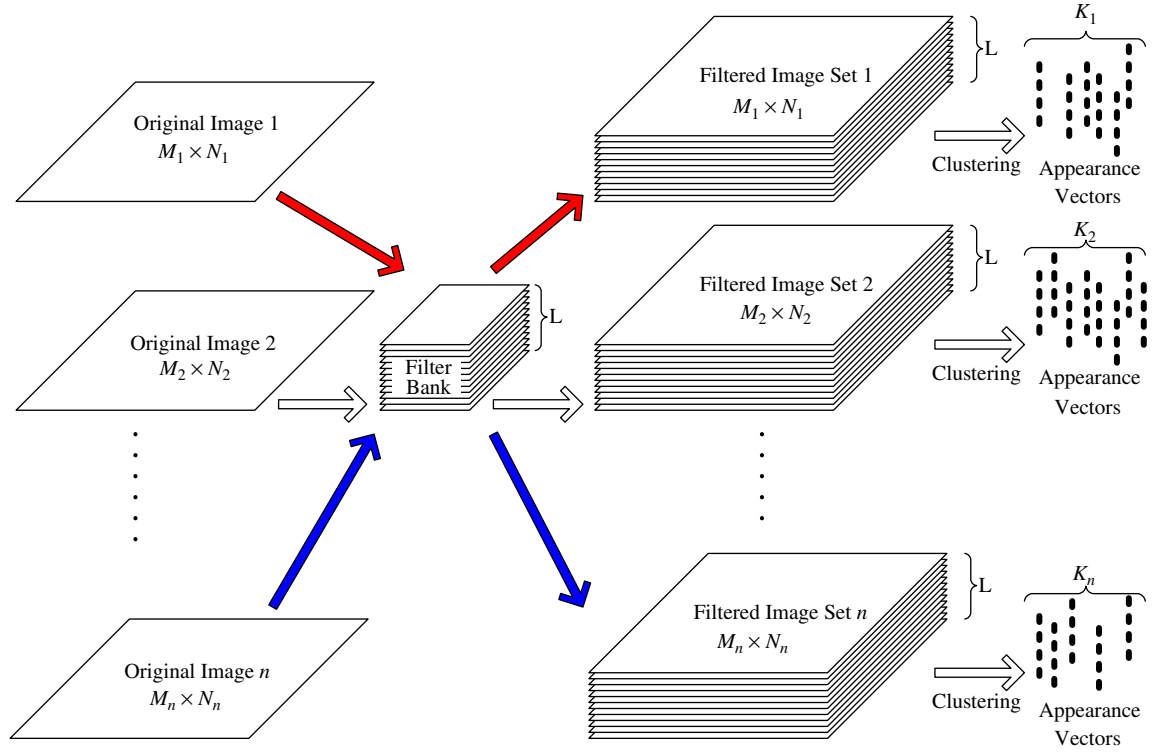 Original Image 1
M₁ × N₁
Filtered Image Set 1
M₁ × N₁
L
Clustering
K₁
Appearance
Vectors
Original Image 2
M₂ × N₂
Filter
Bank
L
Filtered Image Set 2
M₂ × N₂
L
Clustering
K₂
Appearance
Vectors
Original Image n
Mₙ × Nₙ
Filtered Image Set n
Mₙ × Nₙ
L
Clustering
Kₙ
Appearance
Vectors